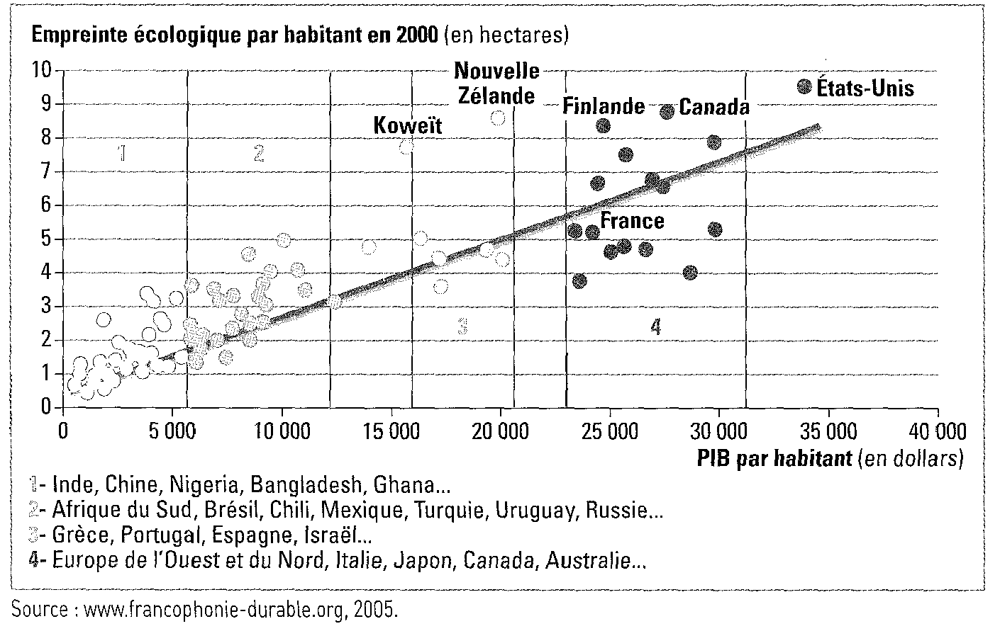 Empreinte écologique par habitant en 2000 (en hectares)
10
9
8
7
6
5
4
3
2
1
0
Nouvelle
Zélande
États-Unis
Finlande
Canada
Koweït
1
2
France
3
4
0
5 000
10 000
15 000
20 000
25 000
30 000
35 000
40 000
PIB par habitant (en dollars)
1- Inde, Chine, Nigeria, Bangladesh, Ghana...
2- Afrique du Sud, Brésil, Chili, Mexique, Turquie, Uruguay, Russie...
3- Grèce, Portugal, Espagne, Israël...
4- Europe de l'Ouest et du Nord, Italie, Japon, Canada, Australie...
Source : www.francophonie-durable.org, 2005.